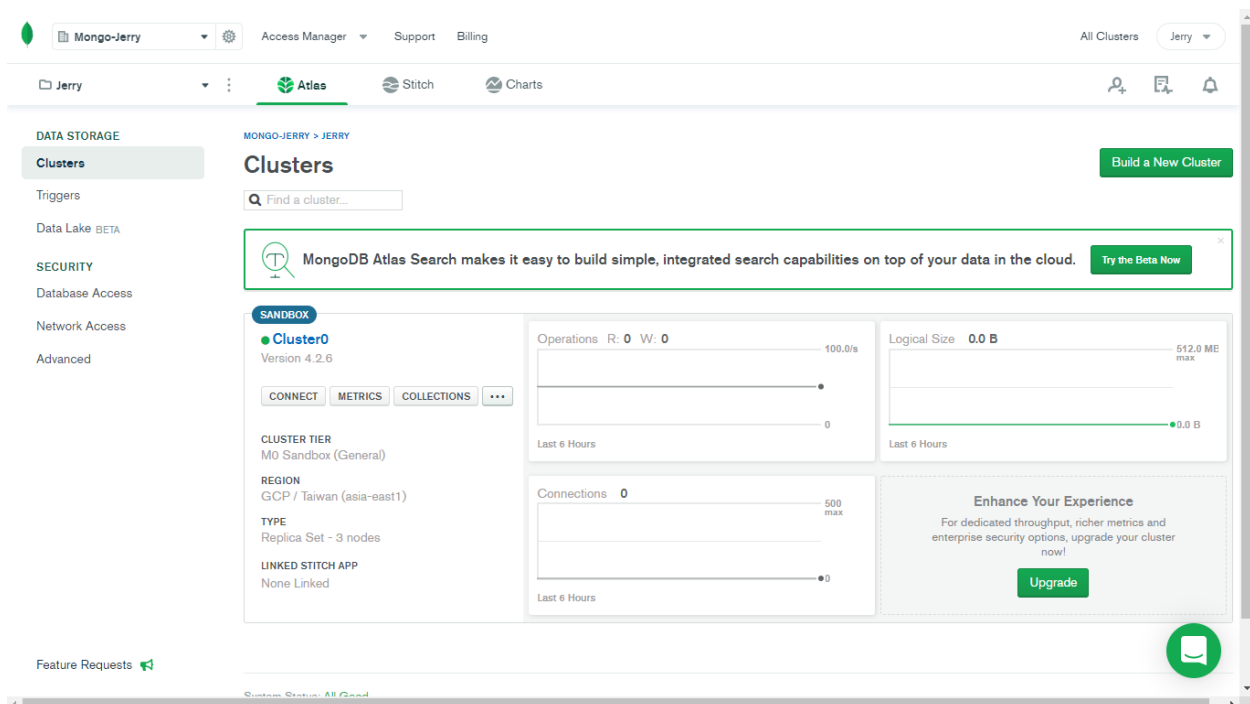 Mongo-Jerry
Access Manager
Support
Billing
All Clusters
Jerry
Jerry
Atlas
Stitch
Charts
DATA STORAGE
Clusters
Triggers
Data Lake BETA
SECURITY
Database Access
Network Access
Advanced
Feature Requests
MONGO-JERRY > JERRY
Clusters
Build a New Cluster
Find a cluster...
MongoDB Atlas Search makes it easy to build simple, integrated search capabilities on top of your data in the cloud.
Try the Beta Now
SANDBOX
Cluster0
Version 4.2.6
CONNECT
METRICS
COLLECTIONS
...
CLUSTER TIER
M0 Sandbox (General)
REGION
GCP / Taiwan (asia-east1)
TYPE
Replica Set - 3 nodes
LINKED STITCH APP
None Linked
Operations R: 0 W: 0
100.0/s
0
Last 6 Hours
Logical Size 0.0 B
512.0 MB
max
0.0 B
Last 6 Hours
Connections 0
500
max
0
Last 6 Hours
Enhance Your Experience
For dedicated throughput, richer metrics and
enterprise security options, upgrade your cluster
now!
Upgrade
System Status: All Good